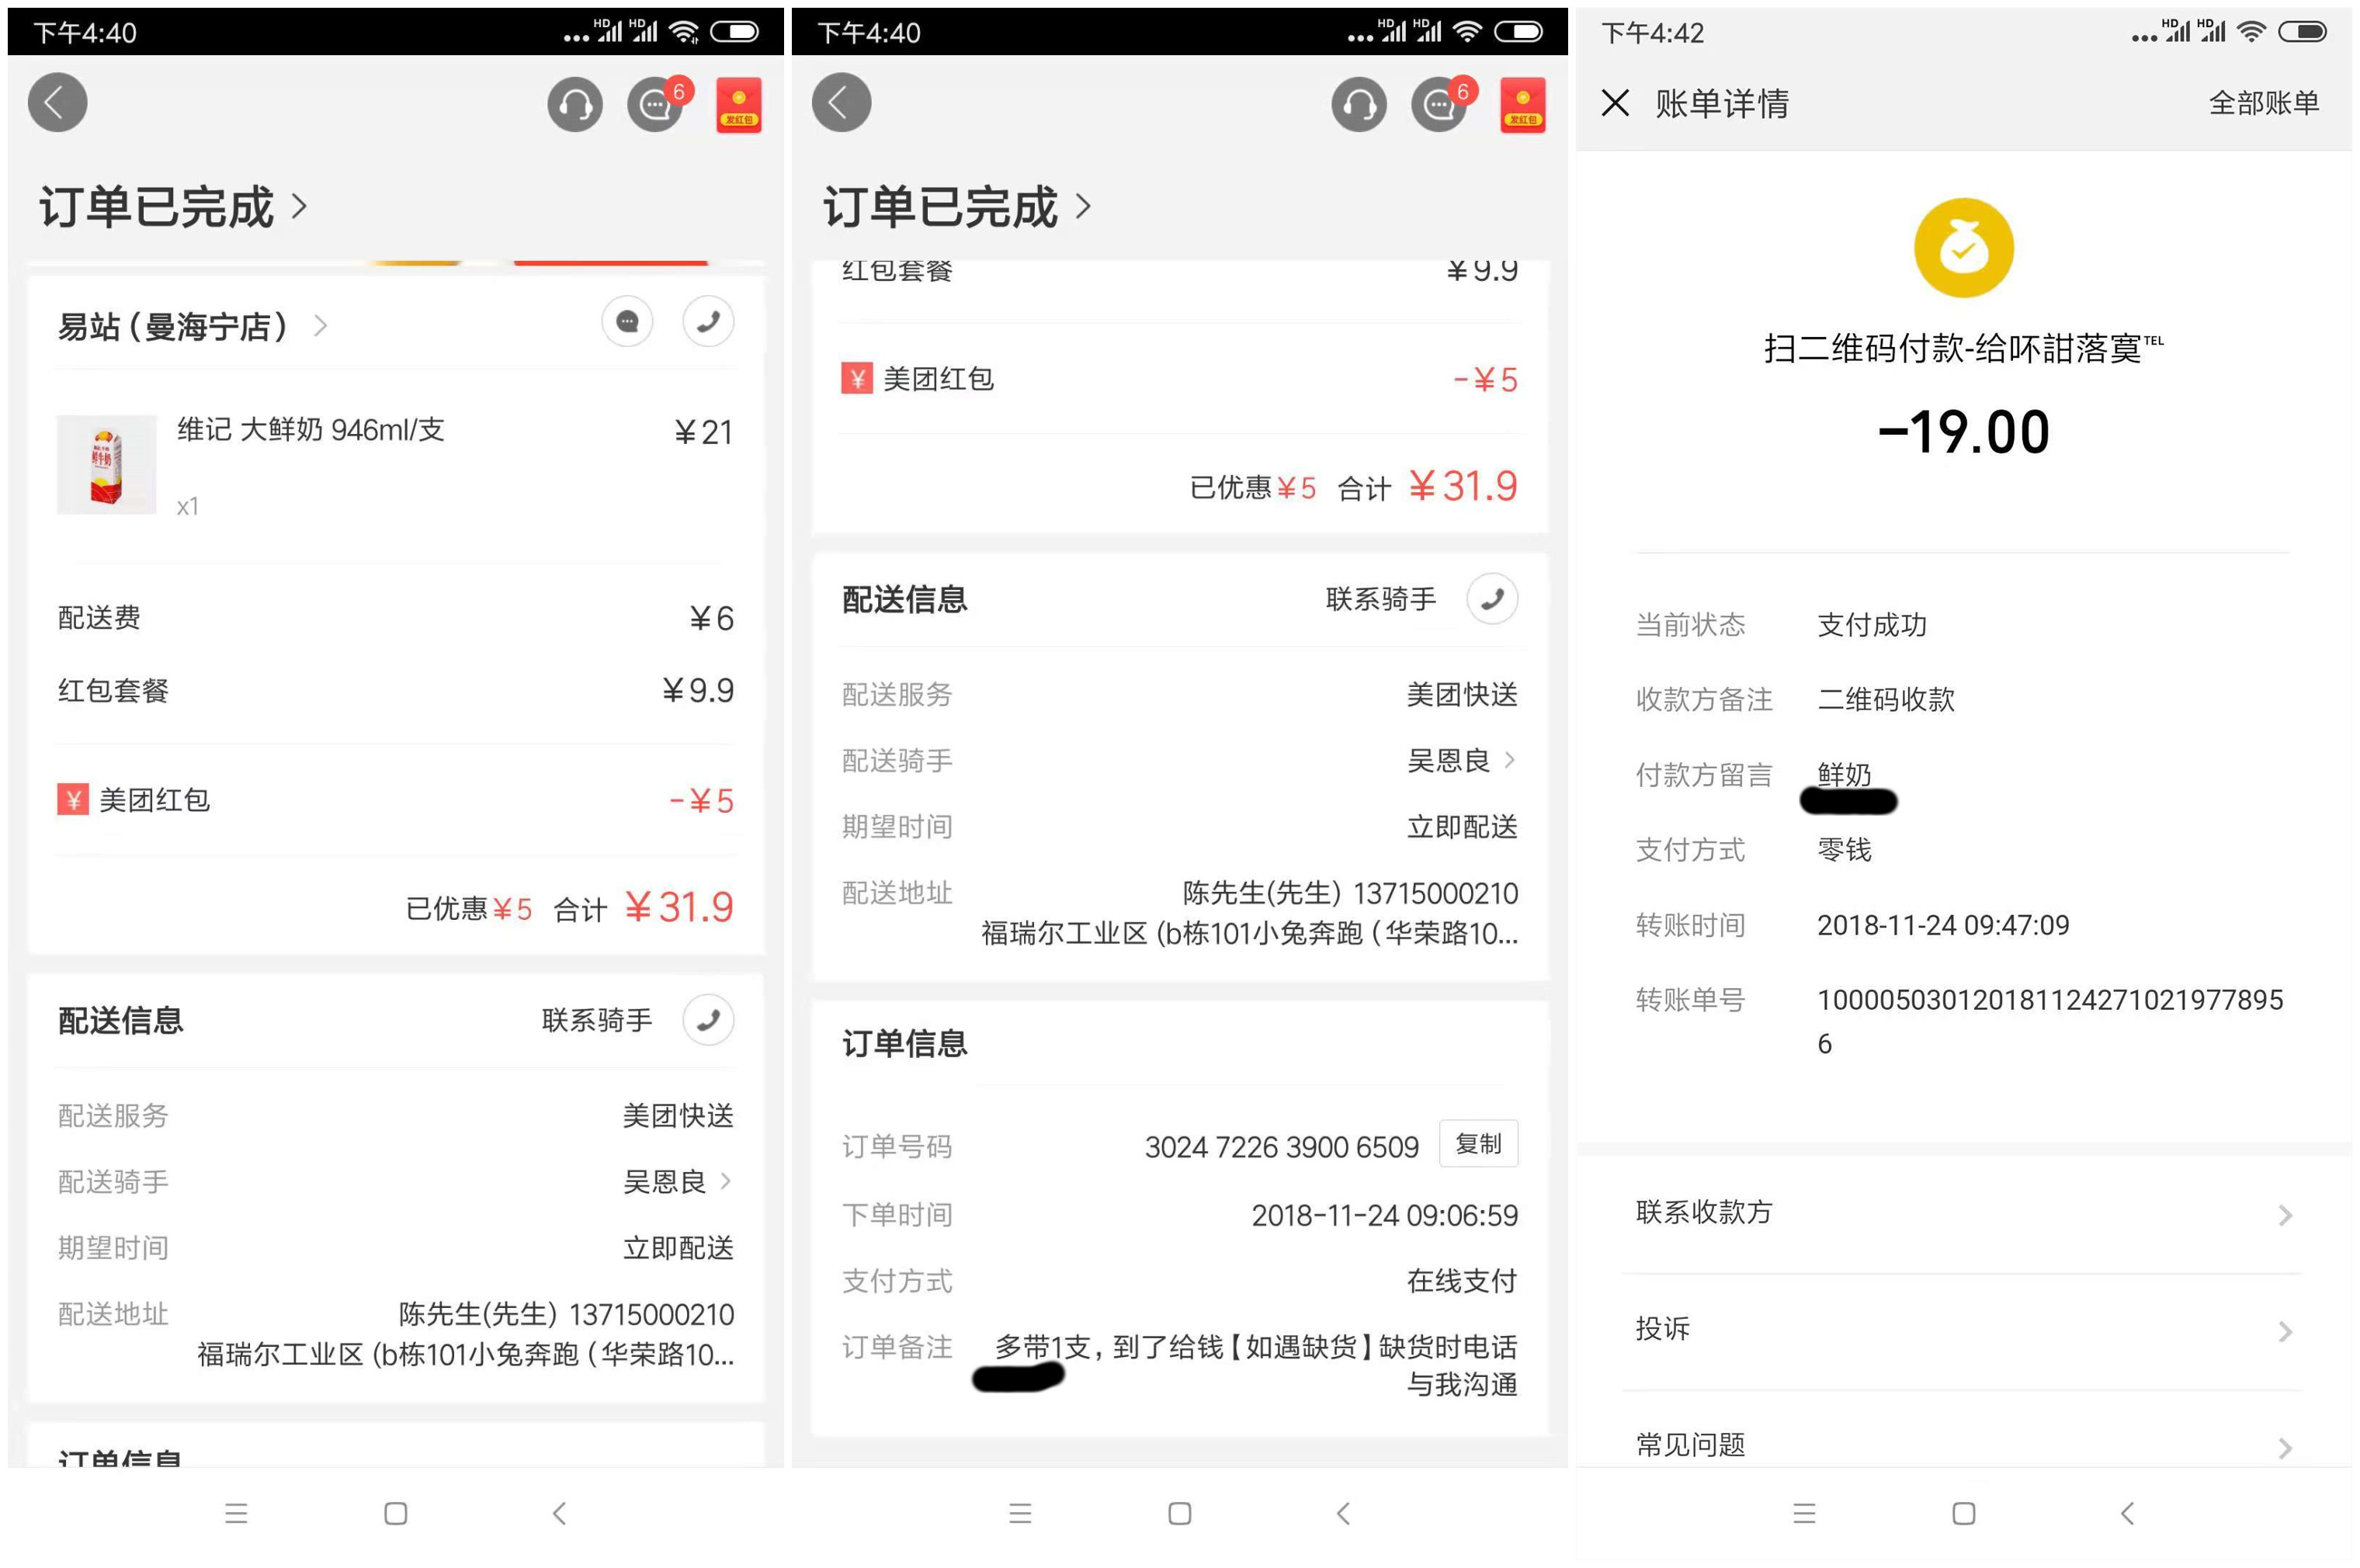 下午4:40
HD HD
6
发红包
订单已完成
易站（曼海宁店）
维记 大鲜奶 946ml/支
¥21
x1
配送费
¥6
红包套餐
¥9.9
¥ 美团红包
-¥5
已优惠¥5 合计 ¥31.9
配送信息
联系骑手
配送服务
美团快送
配送骑手
吴恩良
期望时间
立即配送
配送地址
陈先生(先生) 13715000210
福瑞尔工业区 (b栋101小兔奔跑（华荣路10...
订单信息
下午4:40
HD HD
6
发红包
订单已完成
红包套餐
¥9.9
¥ 美团红包
-¥5
已优惠¥5 合计 ¥31.9
配送信息
联系骑手
配送服务
美团快送
配送骑手
吴恩良
期望时间
立即配送
配送地址
陈先生(先生) 13715000210
福瑞尔工业区 (b栋101小兔奔跑（华荣路10...
订单信息
订单号码
3024 7226 3900 6509
复制
下单时间
2018-11-24 09:06:59
支付方式
在线支付
订单备注
多带1支，到了给钱【如遇缺货】缺货时电话
与我沟通
下午4:42
HD HD
账单详情
全部账单
扫二维码付款-给吥詌落寞℡
-19.00
当前状态
支付成功
收款方备注
二维码收款
付款方留言
鲜奶
支付方式
零钱
转账时间
2018-11-24 09:47:09
转账单号
100005030120181124271021977895
6
联系收款方
投诉
常见问题